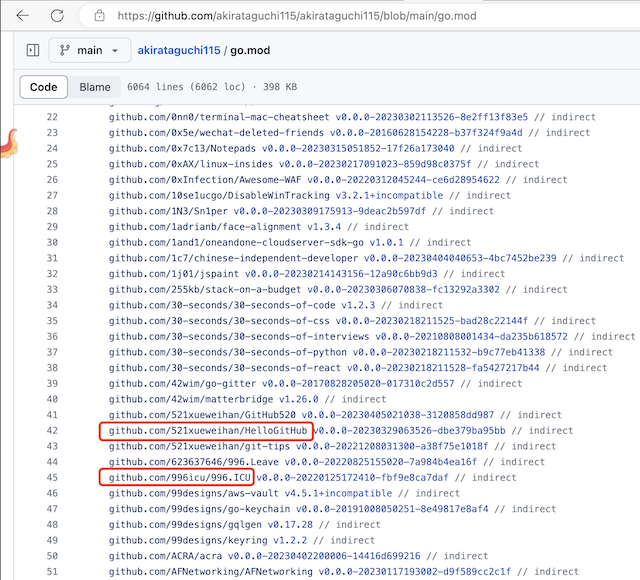 https://github.com/akirataguchi115/akirataguchi115/blob/main/go.mod
main akirataguchi115 / go.mod
Code Blame 6064 lines (6062 loc) · 398 KB
22 github.com/0nn0/terminal-mac-cheatsheet v0.0.0-20230302113526-8e2ff13f83e5 // indirect
23 github.com/0x5e/wechat-deleted-friends v0.0.0-20160628154228-b37f324f9a4d // indirect
24 github.com/0x7c13/Notepads v0.0.0-20230315051852-17f26a173040 // indirect
25 github.com/0xAX/linux-insides v0.0.0-20230217091023-859d98c0375f // indirect
26 github.com/0xInfection/Awesome-WAF v0.0.0-20220312045244-ce6d28954622 // indirect
27 github.com/10se1ucgo/DisableWinTracking v3.2.1+incompatible // indirect
28 github.com/1N3/Sn1per v0.0.0-20230309175913-9deac2b597df // indirect
29 github.com/1adrianb/face-alignment v1.3.4 // indirect
30 github.com/1and1/oneandone-cloudserver-sdk-go v1.0.1 // indirect
31 github.com/1c7/chinese-independent-developer v0.0.0-20230404040653-4bc7452be239 // indirect
32 github.com/1j01/jspaint v0.0.0-20230214143156-12a90c6bb9d3 // indirect
33 github.com/255kb/stack-on-a-budget v0.0.0-20230306070838-fc13292a3302 // indirect
34 github.com/30-seconds/30-seconds-of-code v1.2.3 // indirect
35 github.com/30-seconds/30-seconds-of-css v0.0.0-20230218211525-bad28c22144f // indirect
36 github.com/30-seconds/30-seconds-of-interviews v0.0.0-20210808001434-da235b618572 // indirect
37 github.com/30-seconds/30-seconds-of-python v0.0.0-20230218211532-b9c77eb41338 // indirect
38 github.com/30-seconds/30-seconds-of-react v0.0.0-20230218211528-fa5427217b44 // indirect
39 github.com/42wim/go-gitter v0.0.0-20170828205020-017310c2d557 // indirect
40 github.com/42wim/matterbridge v1.26.0 // indirect
41 github.com/521xueweihan/GitHub520 v0.0.0-20230405021038-3120858dd987 // indirect
42 github.com/521xueweihan/HelloGitHub v0.0.0-20230329063526-dbe379ba95bb // indirect
43 github.com/521xueweihan/git-tips v0.0.0-20221208031300-a38f75e1018f // indirect
44 github.com/623637646/996.Leave v0.0.0-20220825155020-7a984b4ea16f // indirect
45 github.com/996icu/996.ICU v0.0.0-20220125172410-fbf9e8ca7daf // indirect
46 github.com/99designs/aws-vault v4.5.1+incompatible // indirect
47 github.com/99designs/go-keychain v0.0.0-20191008050251-8e49817e8af4 // indirect
48 github.com/99designs/gqlgen v0.17.28 // indirect
49 github.com/99designs/keyring v1.2.2 // indirect
50 github.com/ACRA/acra v0.0.0-20230402200006-14416d699216 // indirect
51 github.com/AFNetworking/AFNetworking v0.0.0-20230117193002-d9f589cc2c1f // indirect